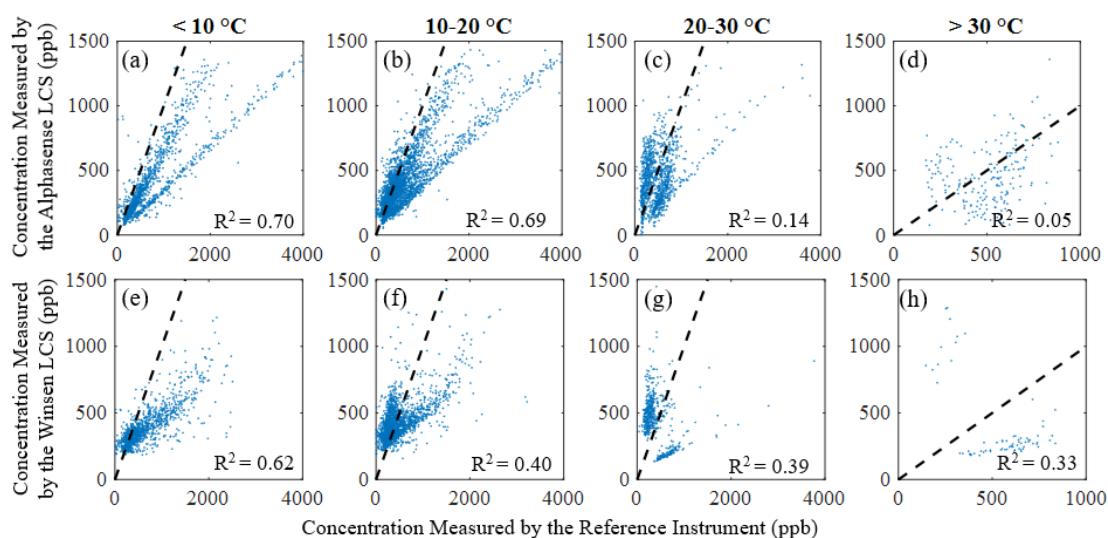 < 10 °C
10-20 °C
20-30 °C
> 30 °C
Concentration Measured by
the Alphasense LCS (ppb)
1500
1000
500
0
(a)
R² = 0.70
0
2000
4000
1500
1000
500
0
(b)
R² = 0.69
0
2000
4000
1500
1000
500
0
(c)
R² = 0.14
0
2000
4000
1500
1000
500
0
(d)
R² = 0.05
0
500
1000
Concentration Measured
by the Winsen LCS (ppb)
1500
1000
500
0
(e)
R² = 0.62
0
2000
4000
1500
1000
500
0
(f)
R² = 0.40
0
2000
4000
1500
1000
500
0
(g)
R² = 0.39
0
2000
4000
1500
1000
500
0
(h)
R² = 0.33
0
500
1000
Concentration Measured by the Reference Instrument (ppb)